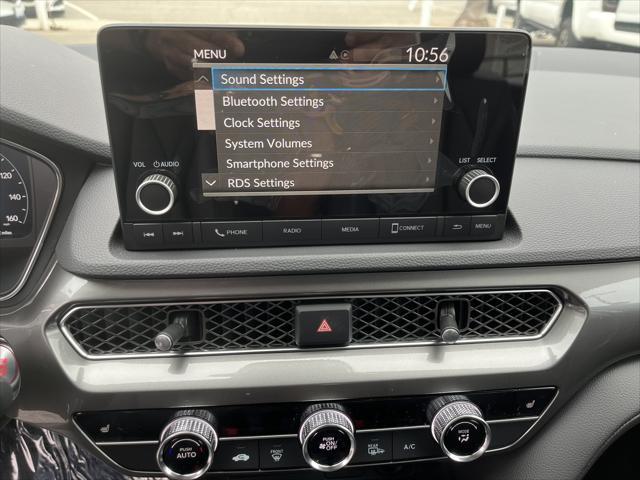 MENU
10:56
Sound Settings
Bluetooth Settings
Clock Settings
System Volumes
Smartphone Settings
RDS Settings
VOL
AUDIO
LIST
SELECT
PHONE
RADIO
MEDIA
CONNECT
MENU
120
140
160
PUSH
AUTO
FRONT
PUSH
ON/
OFF
REAR
A/C
MODE